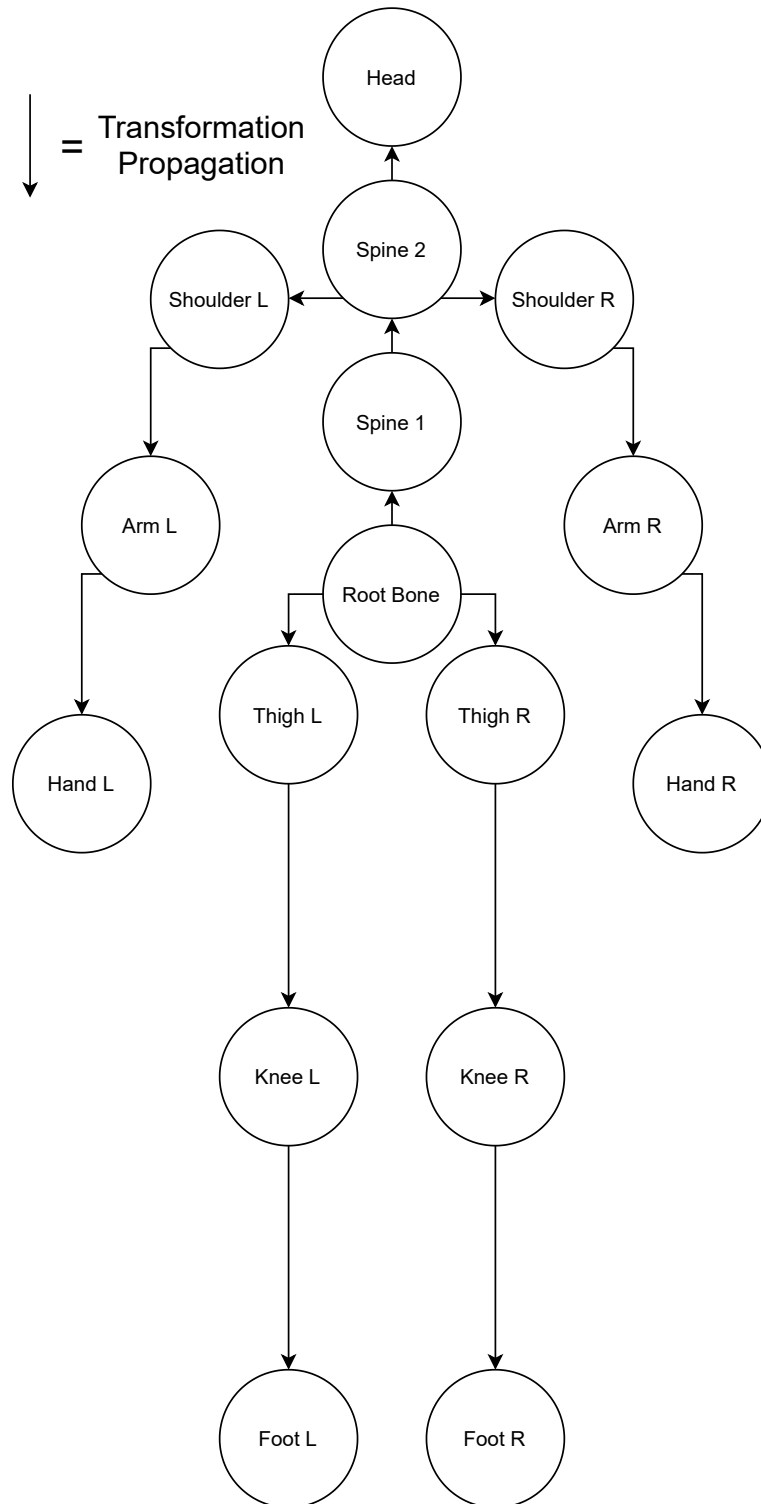 Head
= Transformation
Propagation
Spine 2
Shoulder L
Shoulder R
Spine 1
Arm L
Arm R
Root Bone
Thigh L
Thigh R
Hand L
Hand R
Knee L
Knee R
Foot L
Foot R